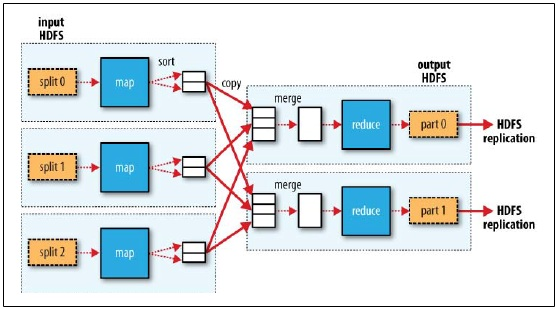 input
HDFS
split 0
map
sort
copy
split 1
map
split 2
map
output
HDFS
merge
reduce
part 0
HDFS
replication
merge
reduce
part 1
HDFS
replication